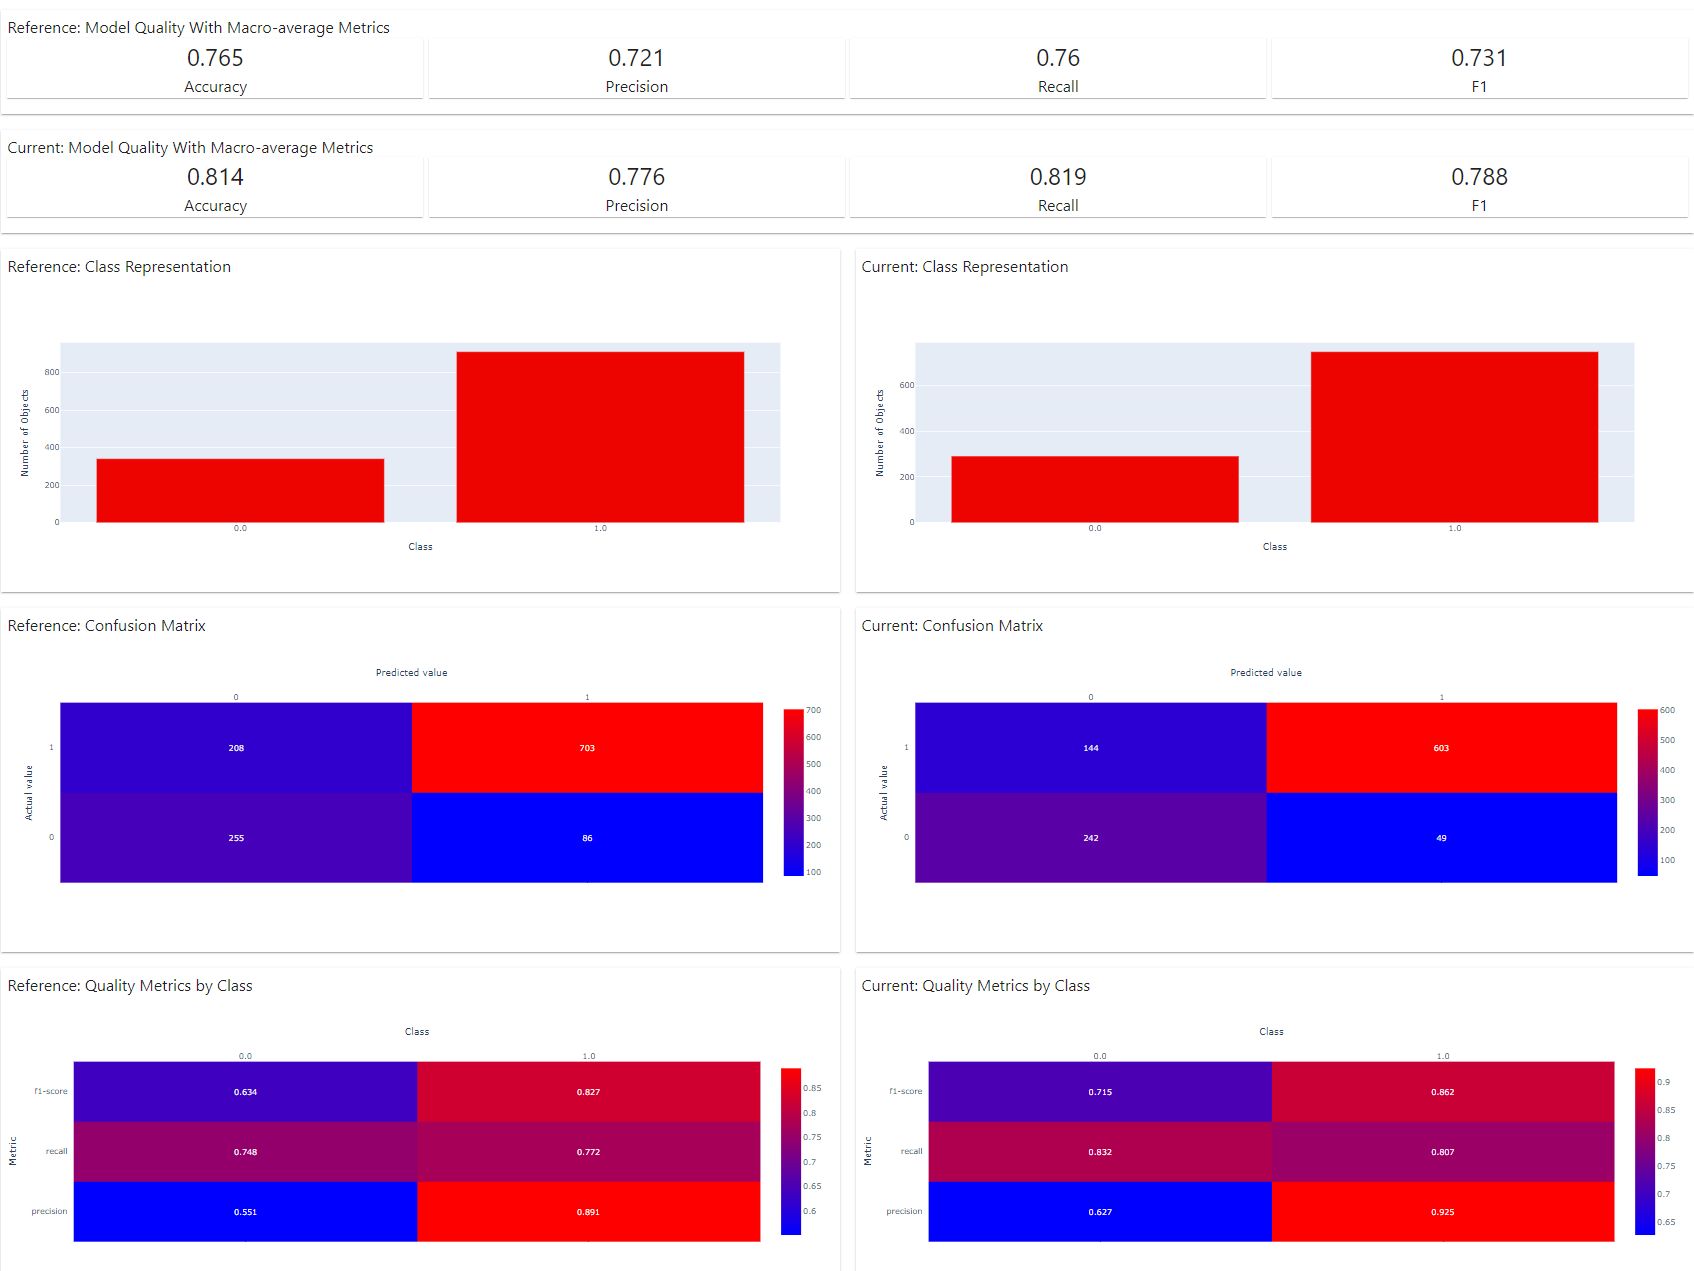 Reference: Model Quality With Macro-average Metrics
0.765 0.721 0.76 0.731
Accuracy Precision Recall F1
Current: Model Quality With Macro-average Metrics
0.814 0.776 0.819 0.788
Accuracy Precision Recall F1
Reference: Class Representation
800
600
400
200
0
Number of Objects
0.0 1.0
Class
Current: Class Representation
600
400
200
0
Number of Objects
0.0 1.0
Class
Reference: Confusion Matrix
Predicted value
0 1
1 208 703
0 255 86
Actual value
700
600
500
400
300
200
100
Current: Confusion Matrix
Predicted value
0 1
1 144 603
0 242 49
Actual value
600
500
400
300
200
100
Reference: Quality Metrics by Class
Class
0.0 1.0
f1-score 0.634 0.827
recall 0.748 0.772
precision 0.551 0.891
Metric
0.85
0.8
0.75
0.7
0.65
0.6
Current: Quality Metrics by Class
Class
0.0 1.0
f1-score 0.715 0.862
recall 0.832 0.807
precision 0.627 0.925
Metric
0.9
0.85
0.8
0.75
0.7
0.65